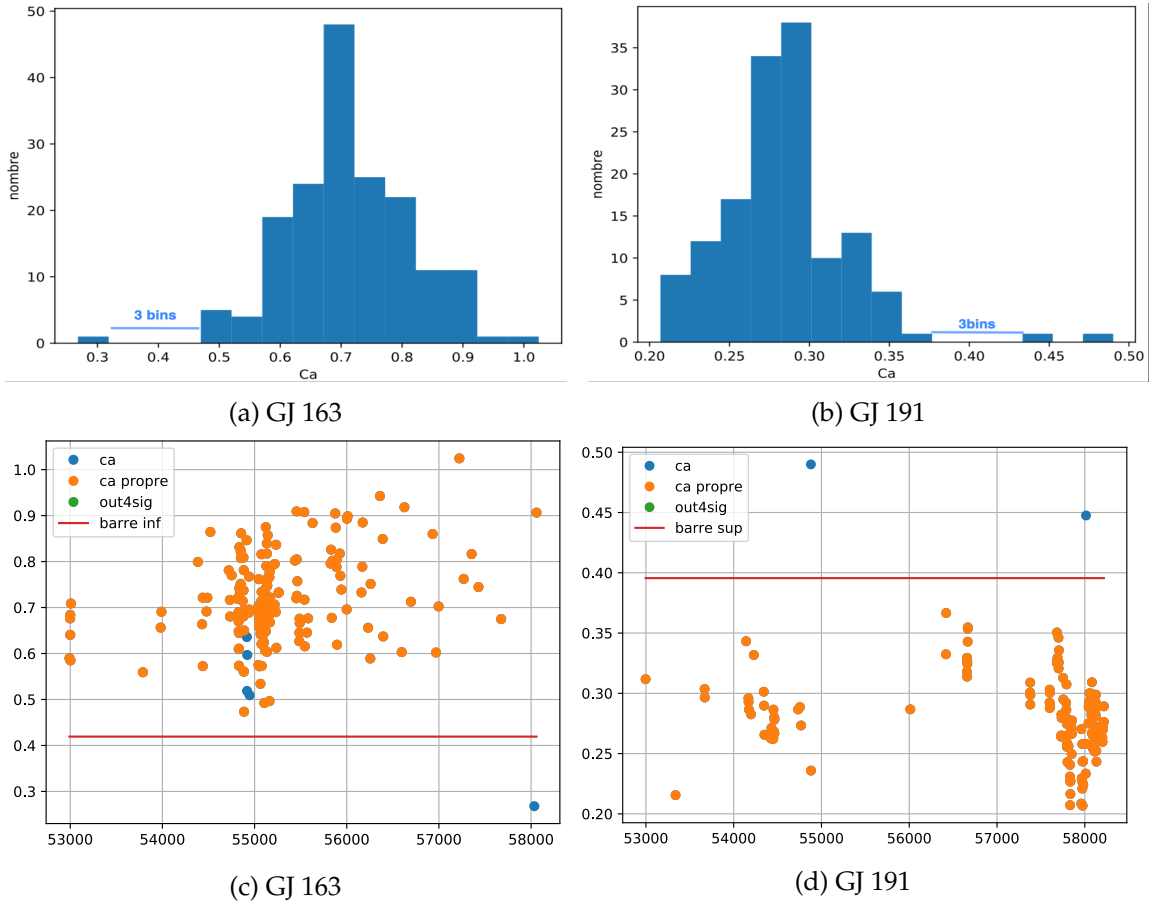 50
40
30
20
10
0
nombre
3 bins
0.3 0.4 0.5 0.6 0.7 0.8 0.9 1.0
Ca
(a) GJ 163
35
30
25
20
15
10
5
0
nombre
3bins
0.20 0.25 0.30 0.35 0.40 0.45 0.50
Ca
(b) GJ 191
1.0
0.9
0.8
0.7
0.6
0.5
0.4
0.3
ca
ca propre
out4sig
barre inf
53000 54000 55000 56000 57000 58000
(c) GJ 163
0.50
0.45
0.40
0.35
0.30
0.25
0.20
ca
ca propre
out4sig
barre sup
53000 54000 55000 56000 57000 58000
(d) GJ 191